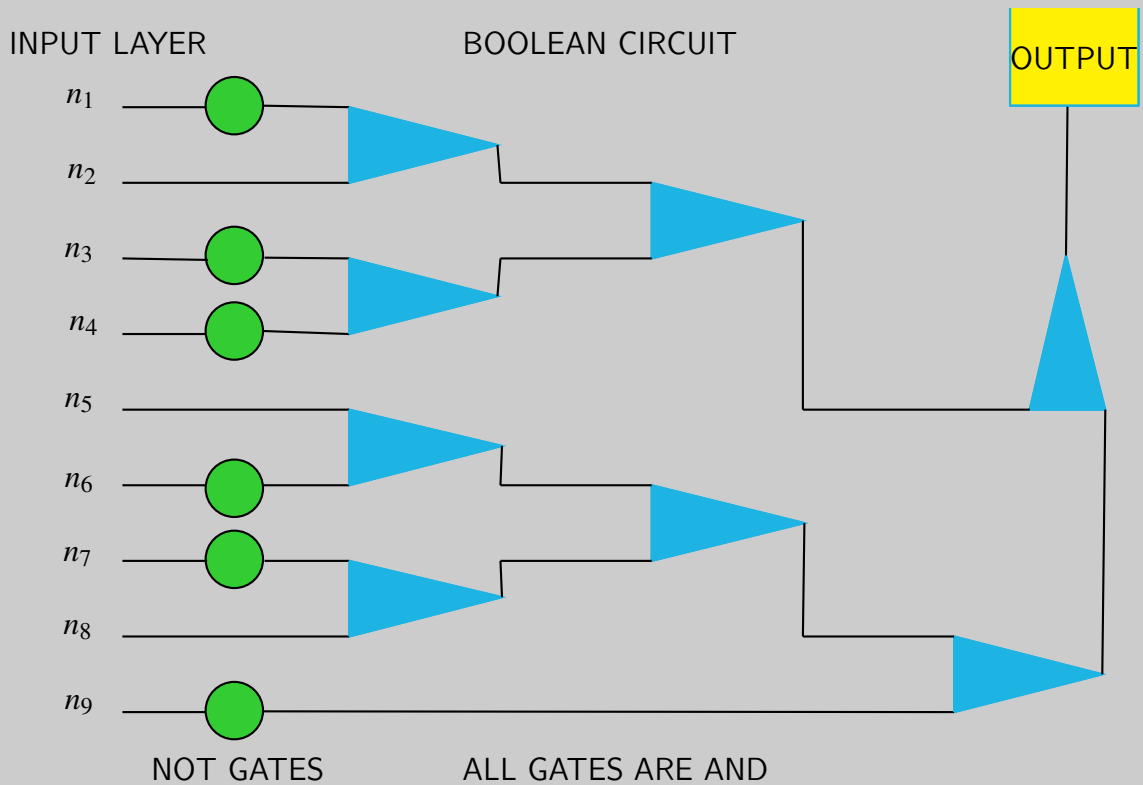 INPUT LAYER BOOLEAN CIRCUIT
OUTPUT
n1
n2
n3
n4
n5
n6
n7
n8
n9
NOT GATES ALL GATES ARE AND